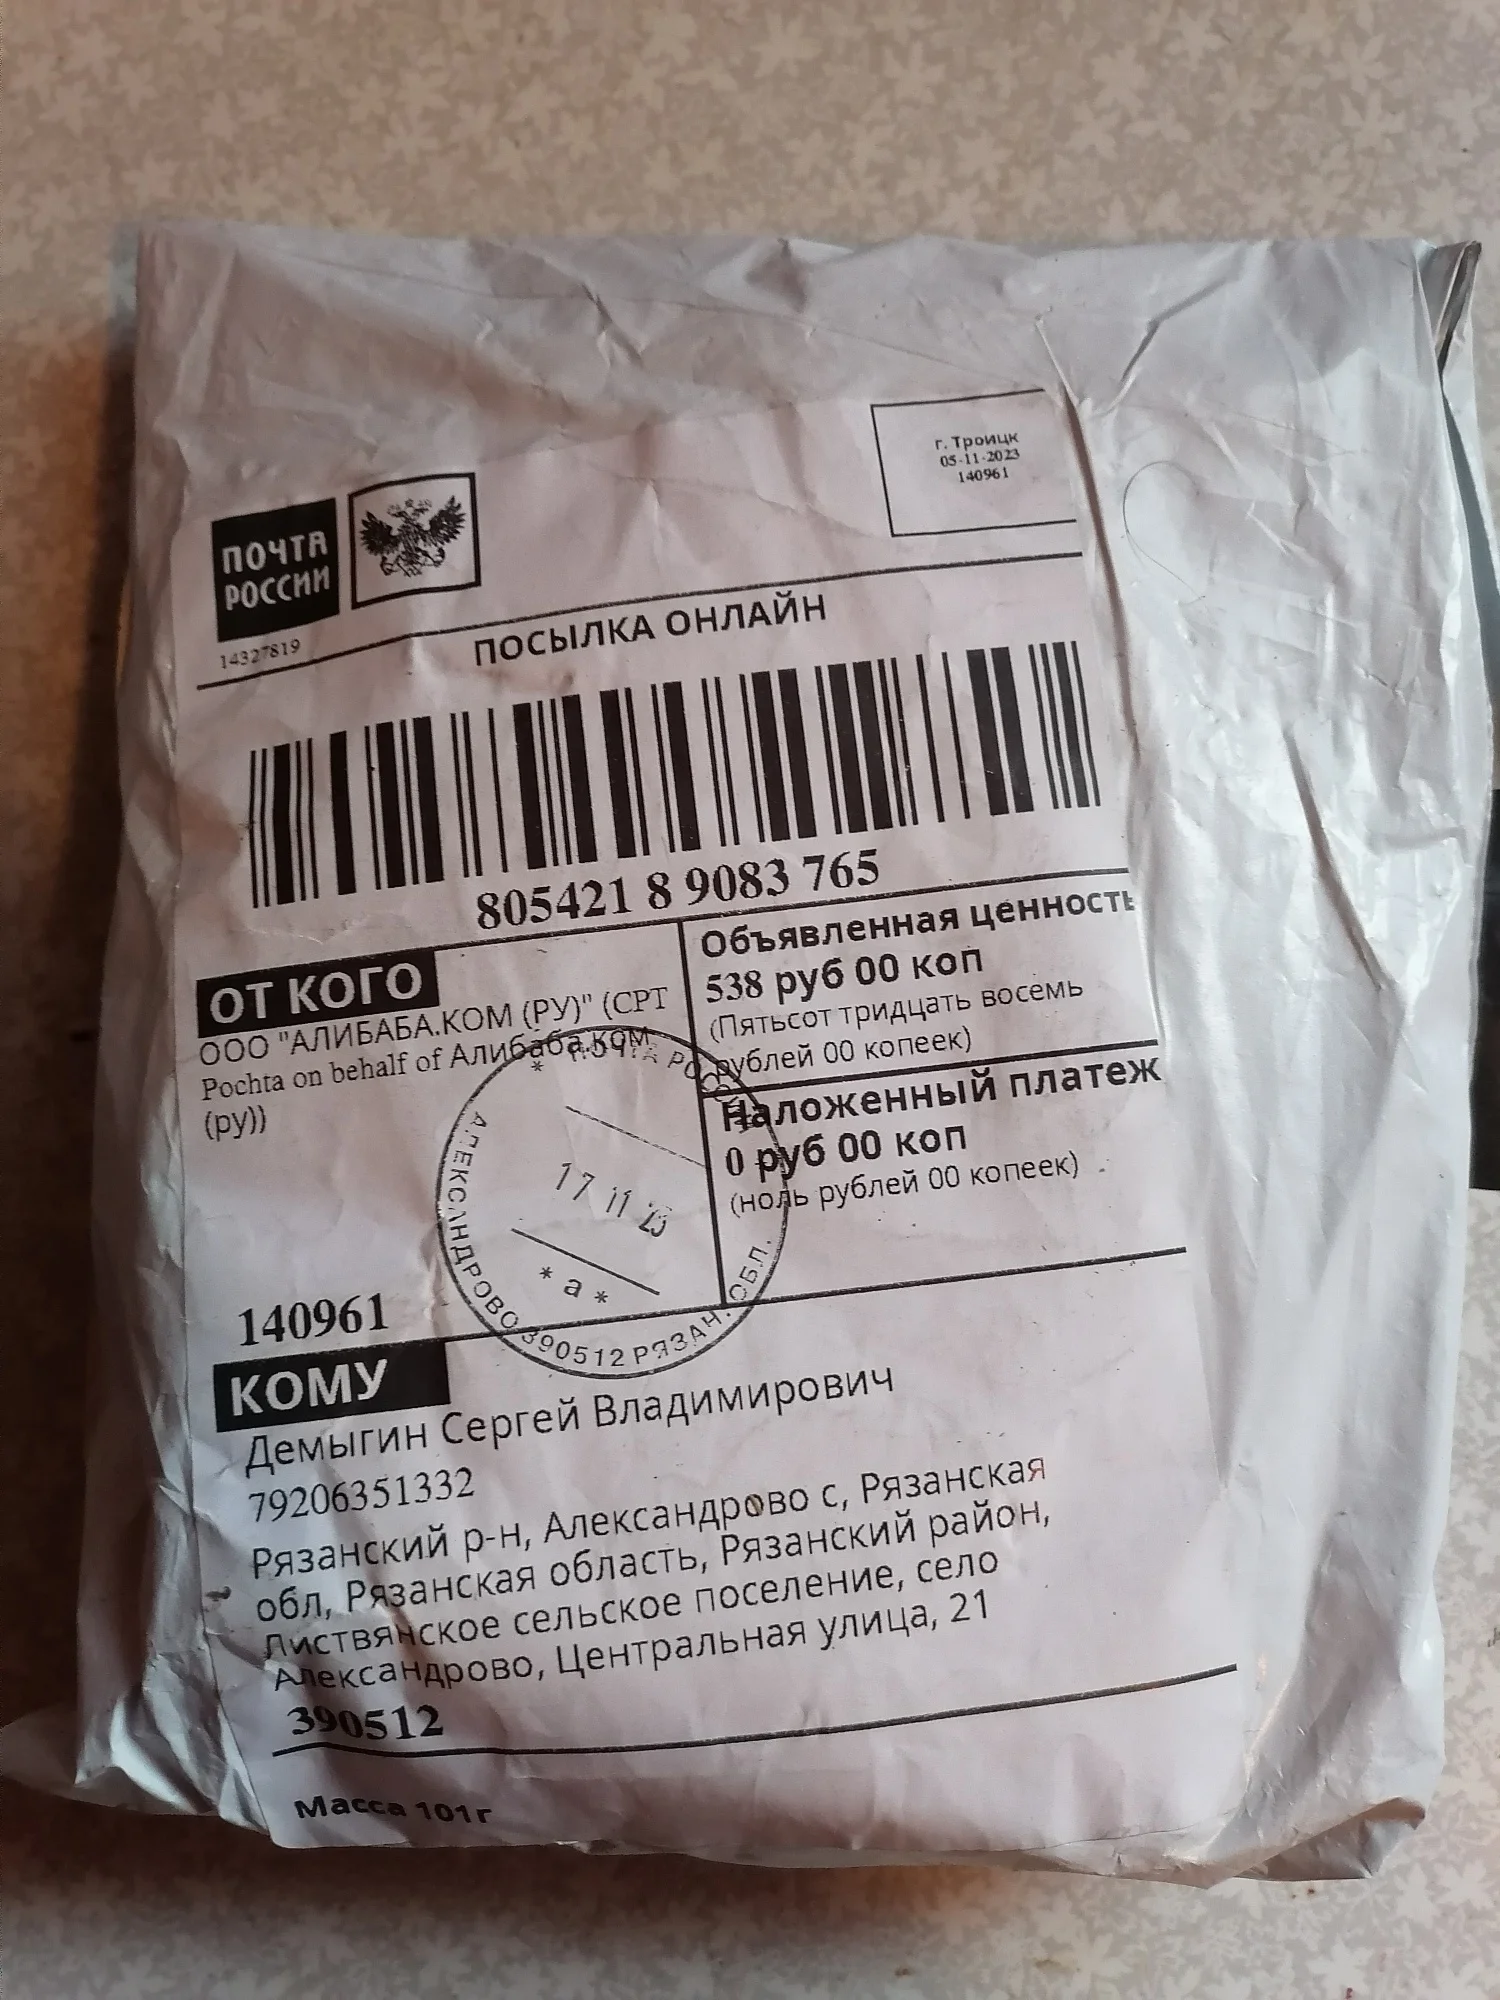 г. Троицк
05-11-2023
140961
ПОЧТА
РОССИИ
14327819
ПОСЫЛКА ОНЛАЙН
805421 8 9083 765
ОТ КОГО
ООО "АЛИБАБА.КОМ (РУ)" (СРТ
Pochta on behalf of Алибаба.ком
(ру))
Объявленная ценность
538 руб 00 коп
(Пятьсот тридцать восемь
рублей 00 копеек)
Наложенный платеж
0 руб 00 коп
(ноль рублей 00 копеек)
* ПОЧТА РОССИИ
17 11 23
* а *
АЛЕКСАНДРОВО 390512 РЯЗАН. ОБЛ.
140961
КОМУ
Демыгин Сергей Владимирович
79206351332
Рязанский р-н, Александрово с, Рязанская
обл, Рязанская область, Рязанский район,
Листвянское сельское поселение, село
Александрово, Центральная улица, 21
390512
Масса 101г